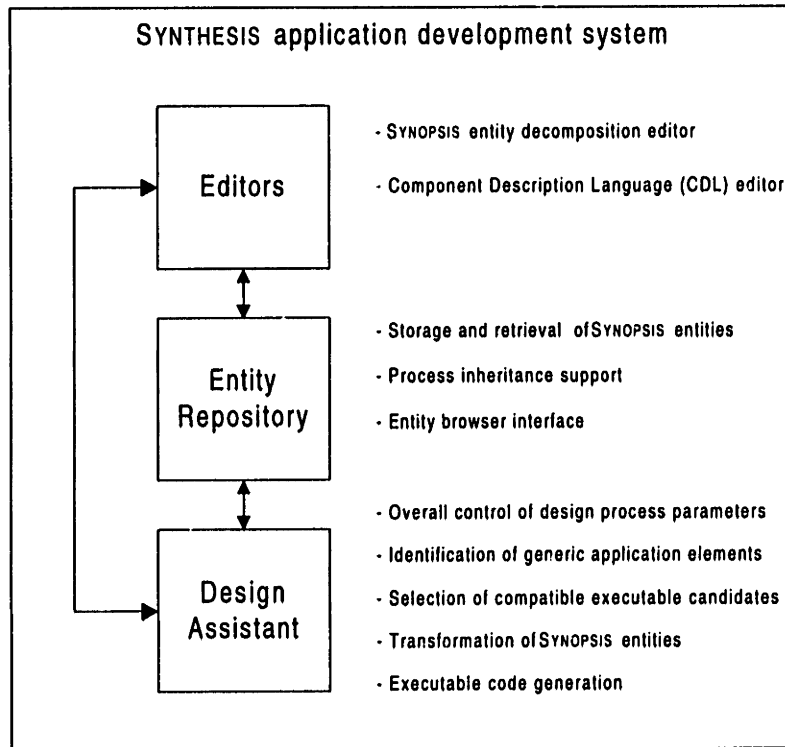 SYNTHESIS application development system
Editors
- SYNOPSIS entity decomposition editor
- Component Description Language (CDL) editor
Entity
Repository
- Storage and retrieval of SYNOPSIS entities
- Process inheritance support
- Entity browser interface
Design
Assistant
- Overall control of design process parameters
- Identification of generic application elements
- Selection of compatible executable candidates
- Transformation of SYNOPSIS entities
- Executable code generation